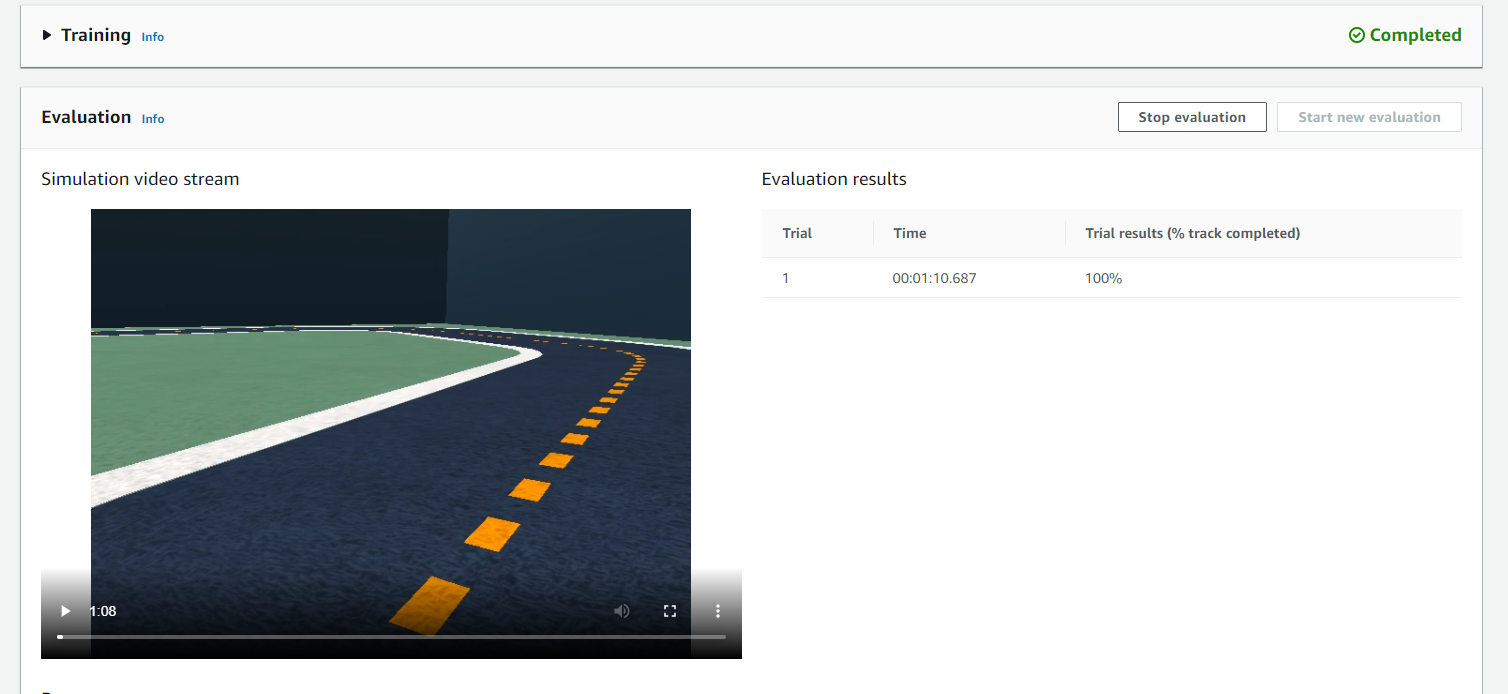 Training Info
Completed
Evaluation Info
Stop evaluation
Start new evaluation
Simulation video stream
1:08
Evaluation results
Trial Time Trial results (% track completed)
1 00:01:10.687 100%